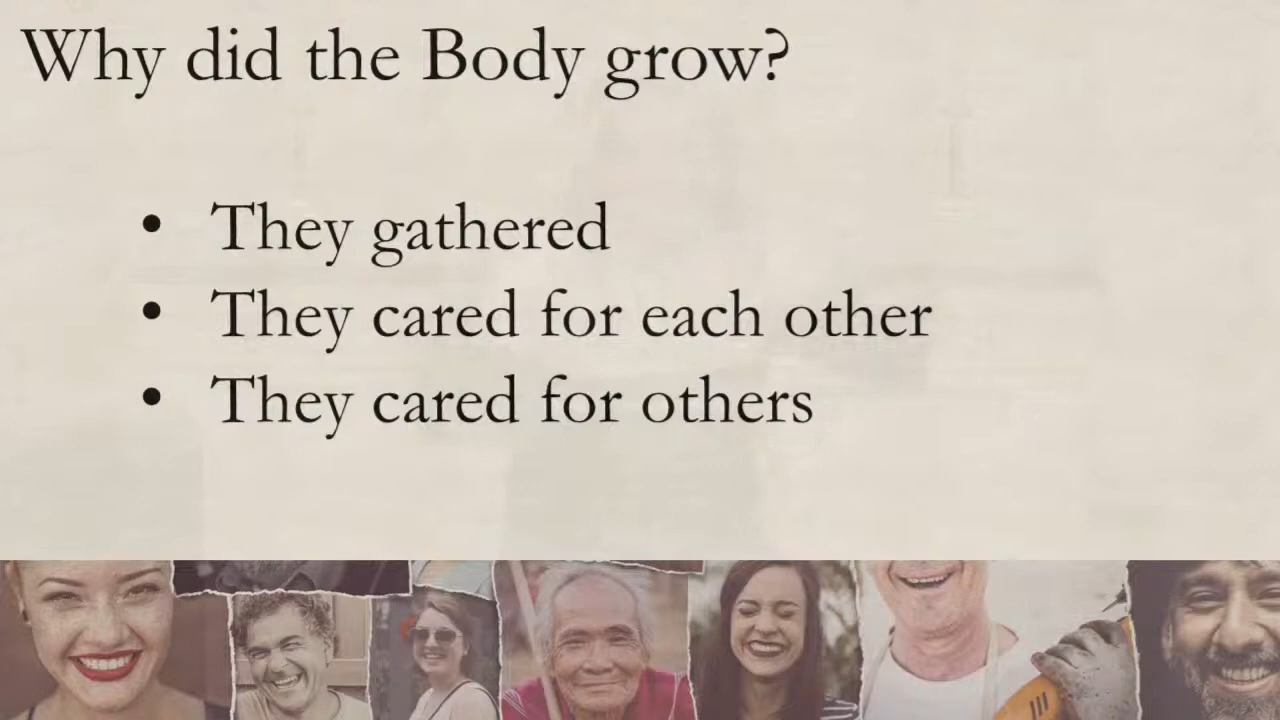 Why did the Body grow?
• They gathered
• They cared for each other
• They cared for others